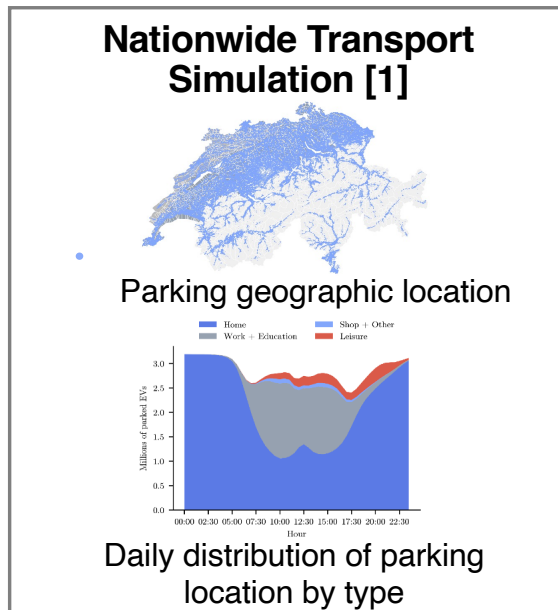 Nationwide Transport
Simulation [1]
Parking geographic location
Home
Shop + Other
Work + Education
Leisure
Millions of parked EVs
3.0
2.5
2.0
1.5
1.0
0.5
0.0
00:00 02:30 05:00 07:30 10:00 12:30 15:00 17:30 20:00 22:30
Hour
Daily distribution of parking
location by type